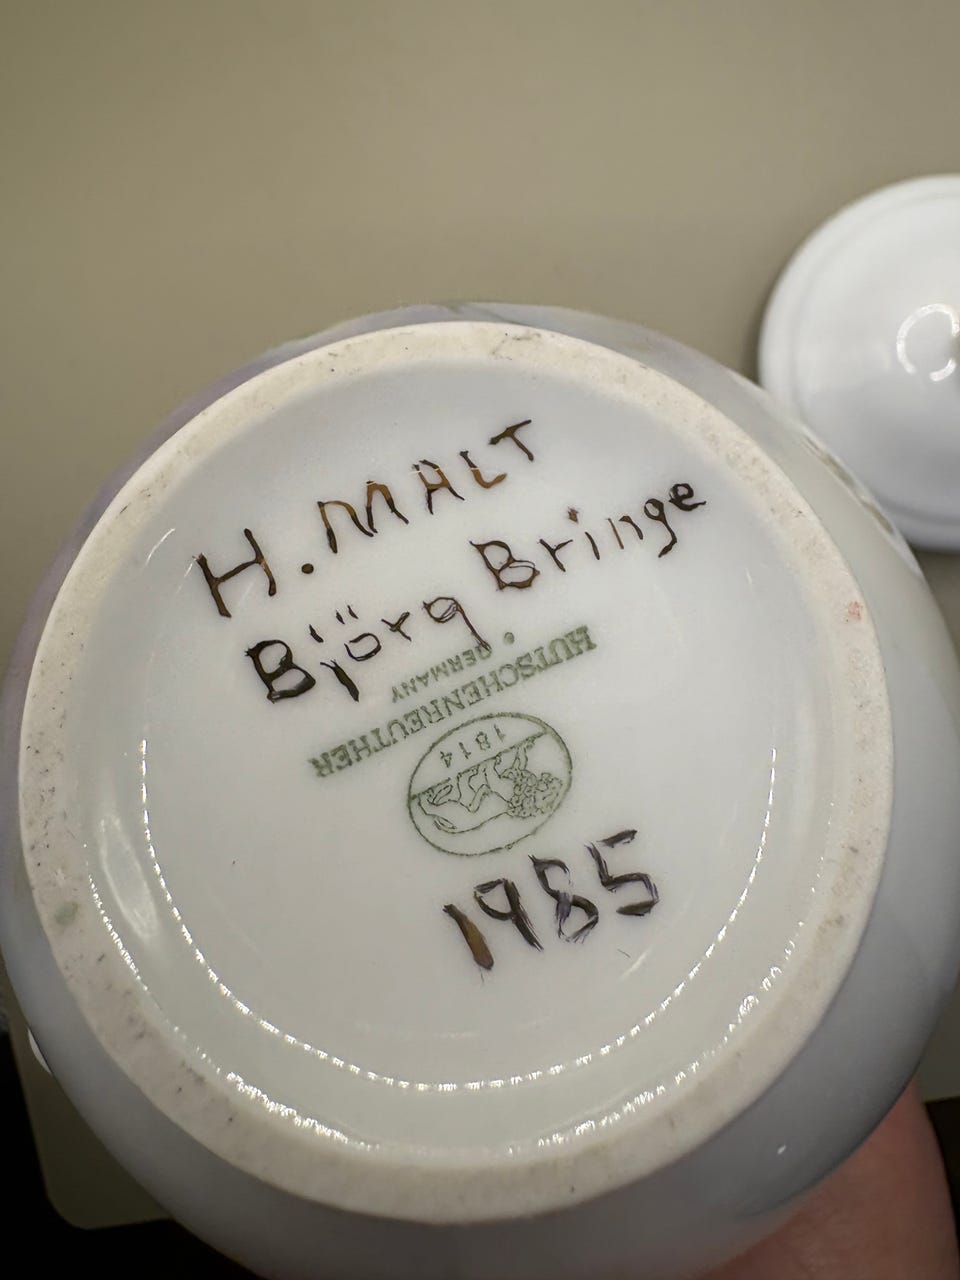 H. MALT
Björg Bringe
1814
HUTSCHENREUTHER
GERMANY
1985